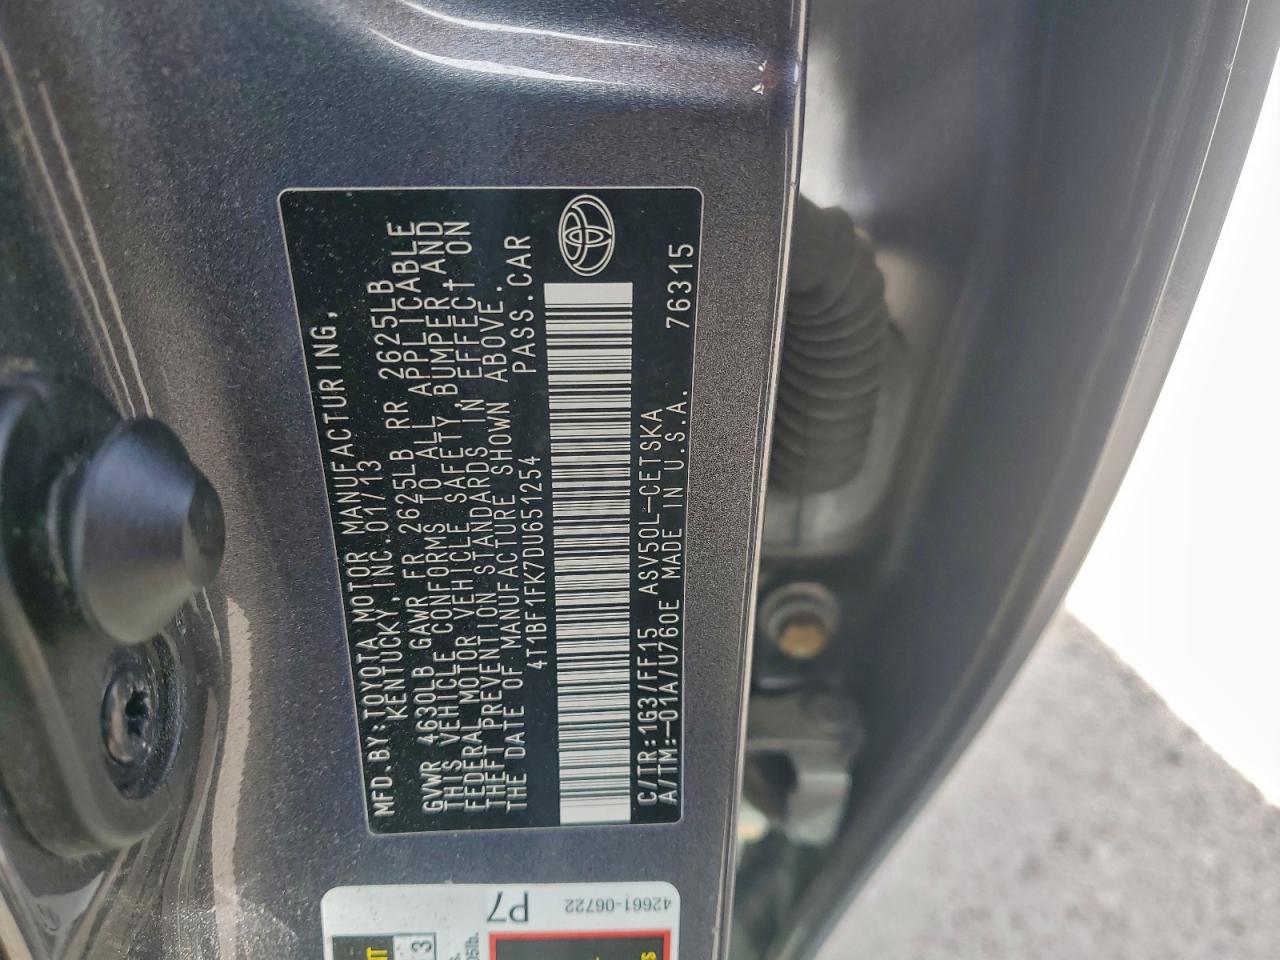 MFD.BY:TOYOTA MOTOR MANUFACTURING,
KENTUCKY,INC.01/13
GVWR 4630LB GAWR FR 2625LB RR 2625LB
THIS VEHICLE CONFORMS TO ALL APPLICABLE
FEDERAL MOTOR VEHICLE SAFETY,BUMPER,AND
THEFT PREVENTION STANDARDS IN EFFECT ON
THE DATE OF MANUFACTURE SHOWN ABOVE.
4T1BF1FK7DU651254 PASS.CAR
C/TR:1G3/FF15 ASV50L-CETSKA
A/TM:-01A/U760E MADE IN U.S.A. 76315
P7
42661-06722
3